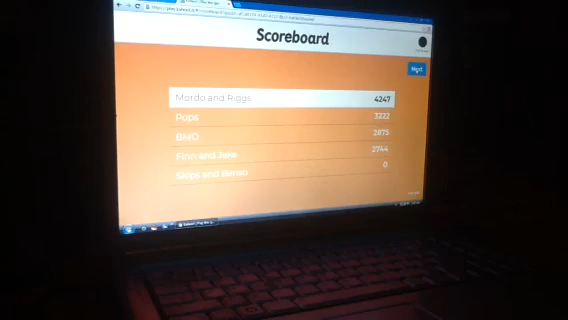 Scoreboard
Next
Mordo and Riggs 4247
Pops 3222
BMO 2875
Finn and Jake 2744
Skips and Benso 0